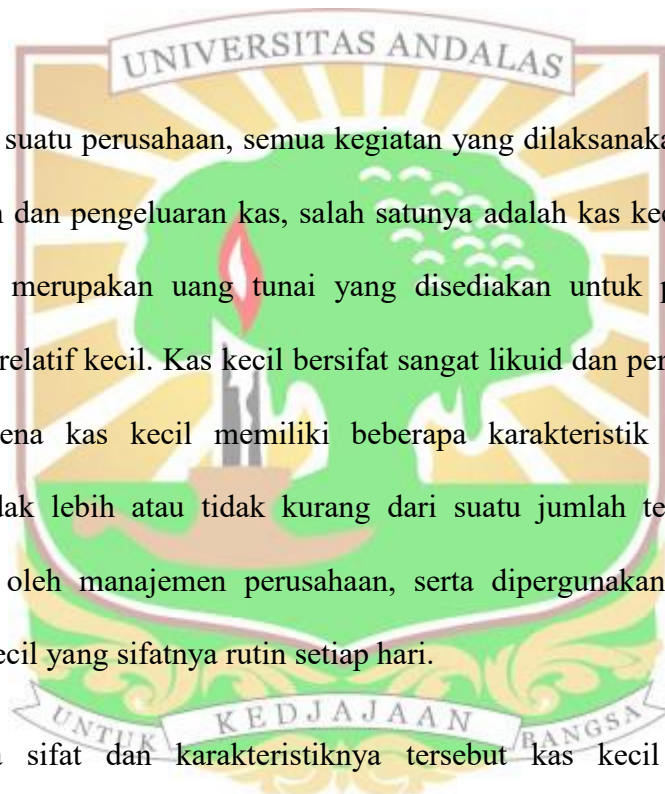 UNIVERSITAS ANDALAS
suatu perusahaan, semua kegiatan yang dilaksanaka
dan pengeluaran kas, salah satunya adalah kas kec
merupakan uang tunai yang disediakan untuk p
relatif kecil. Kas kecil bersifat sangat likuid dan per
ena kas kecil memiliki beberapa karakteristik
dak lebih atau tidak kurang dari suatu jumlah te
oleh manajemen perusahaan, serta dipergunakan
ecil yang sifatnya rutin setiap hari.
UNTUK KEDJAJAAN BANGSA
sifat dan karakteristiknya tersebut kas kecil